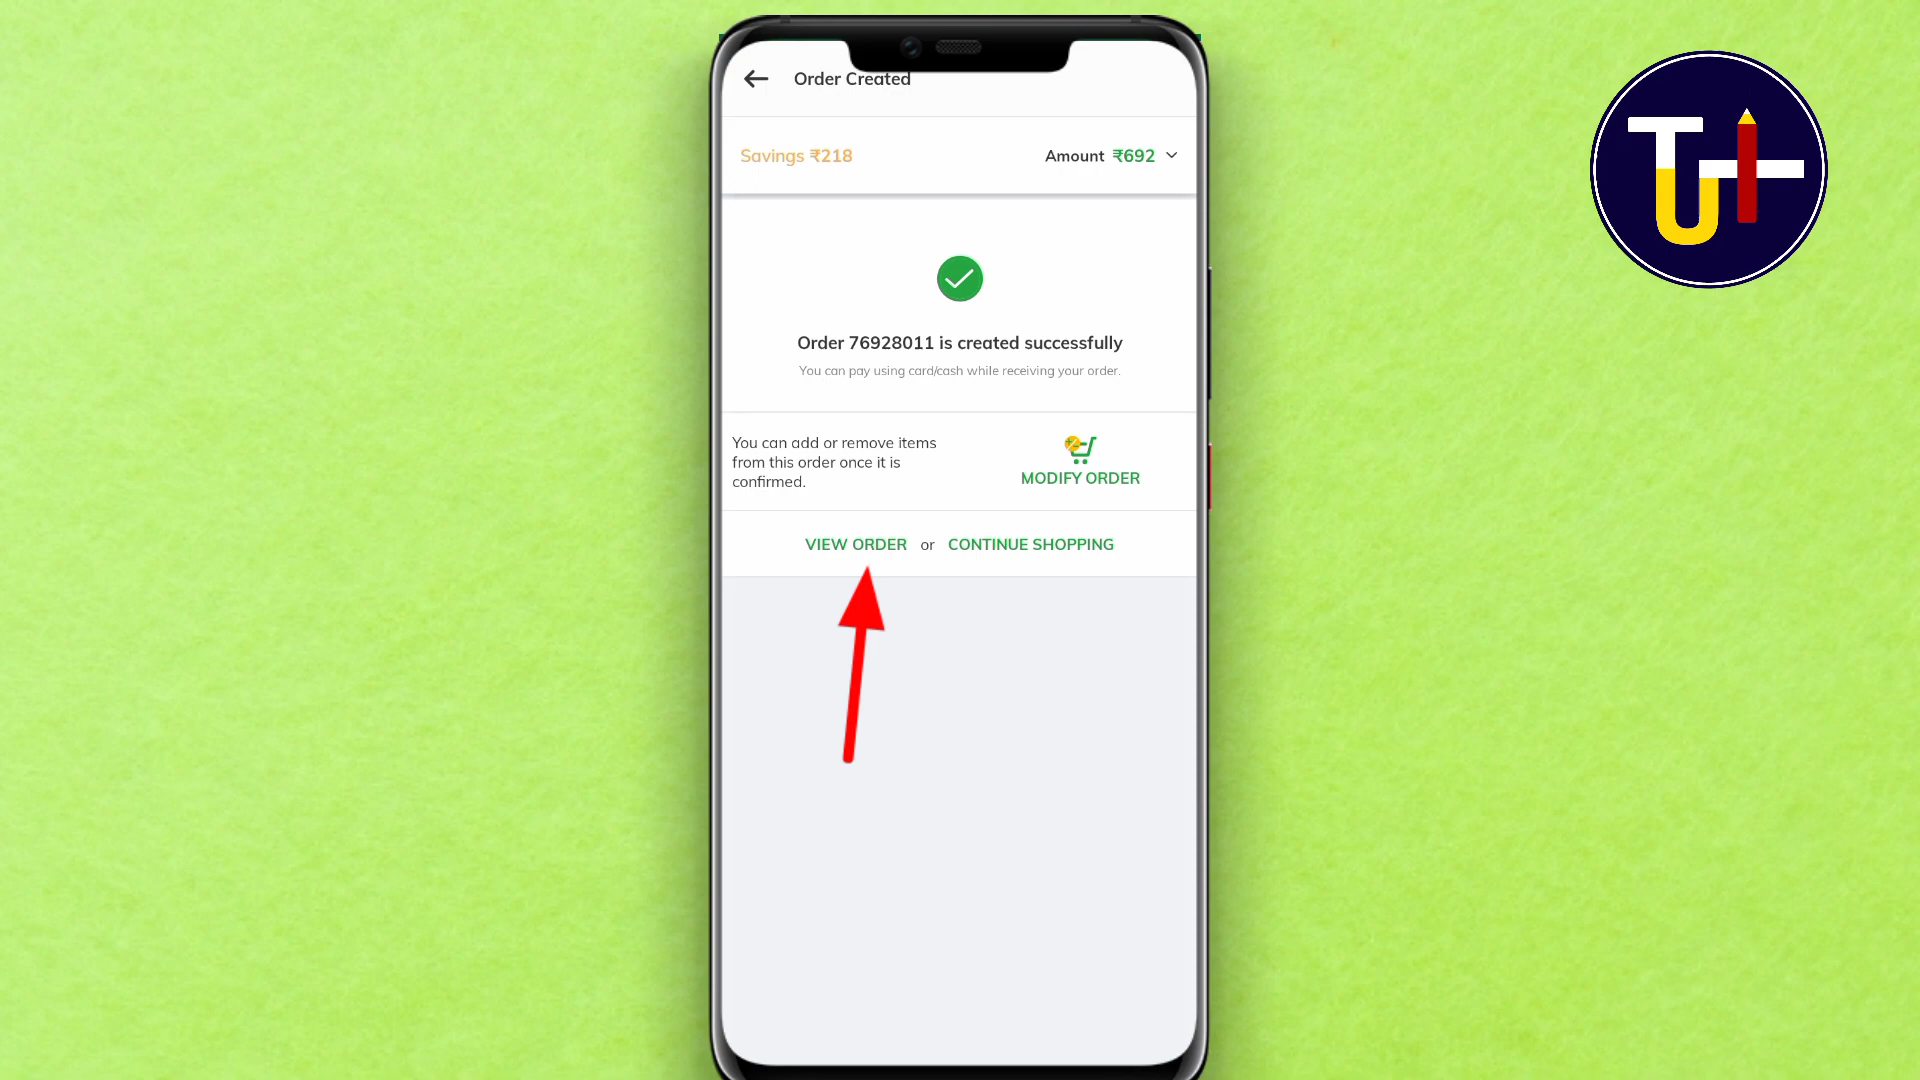 Order Created
Savings ₹218
Amount ₹692
Order 76928011 is created successfully
You can pay using card/cash while receiving your order.
You can add or remove items
from this order once it is
confirmed.
MODIFY ORDER
VIEW ORDER or CONTINUE SHOPPING
TUT